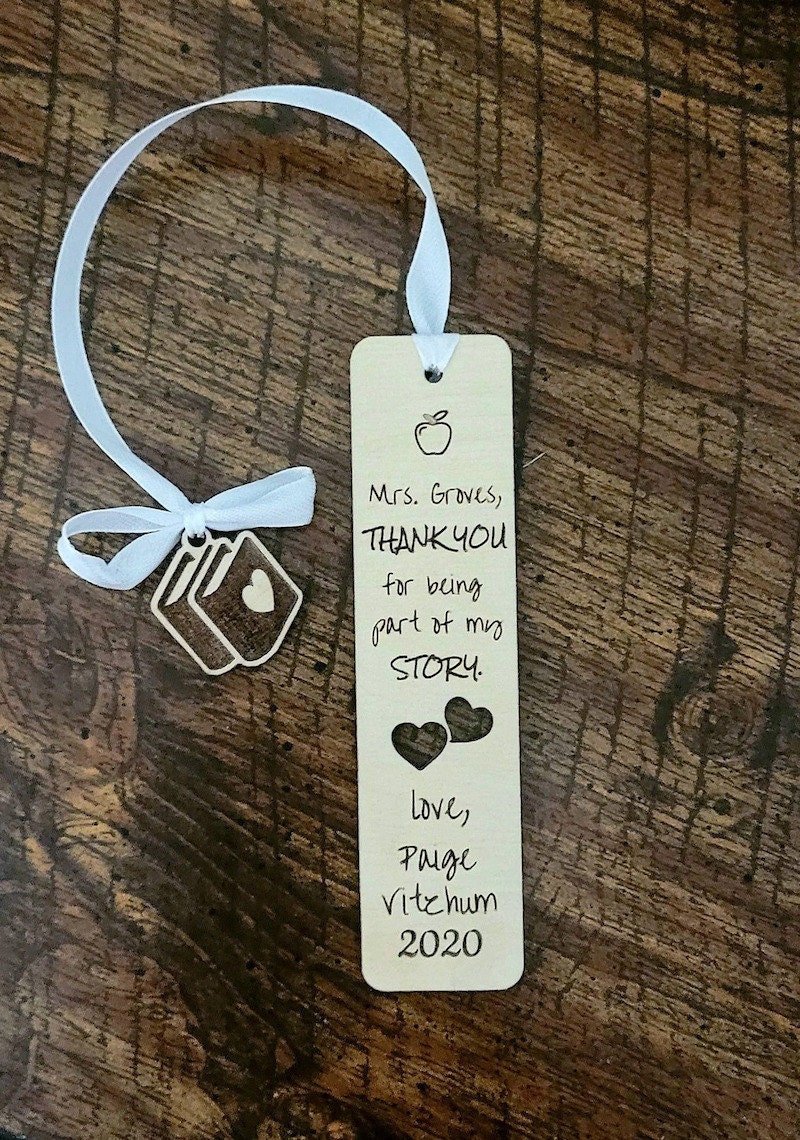 Mrs. Groves,
THANK YOU
for being
part of my
STORY.
love,
Paige
Vitzhum
2020